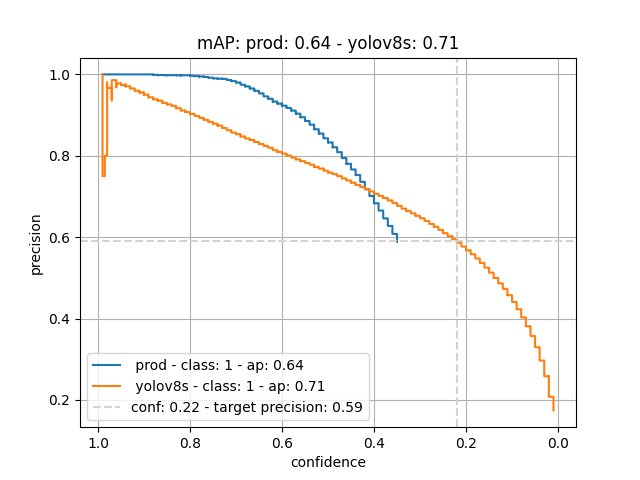 mAP: prod: 0.64 - yolov8s: 0.71
precision
1.0
0.8
0.6
0.4
0.2
prod - class: 1 - ap: 0.64
yolov8s - class: 1 - ap: 0.71
conf: 0.22 - target precision: 0.59
1.0 0.8 0.6 0.4 0.2 0.0
confidence